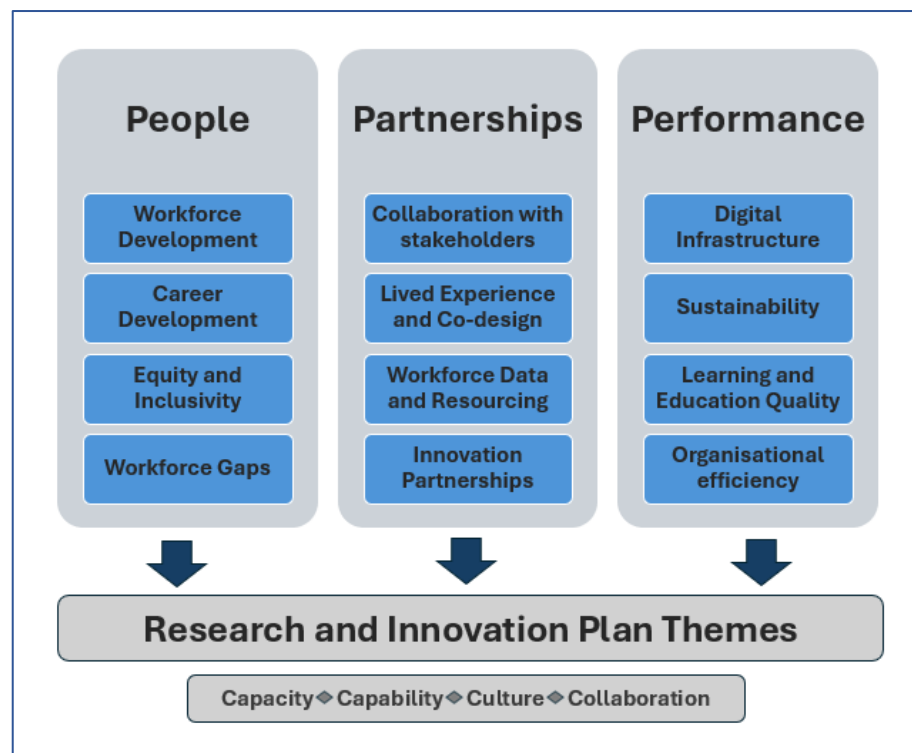 People
Workforce
Development
Career
Development
Equity and
Inclusivity
Workforce Gaps
Partnerships
Collaboration with
stakeholders
Lived Experience
and Co-design
Workforce Data
and Resourcing
Innovation
Partnerships
Performance
Digital
Infrastructure
Sustainability
Learning and
Education Quality
Organisational
efficiency
Research and Innovation Plan Themes
Capacity Capability Culture Collaboration